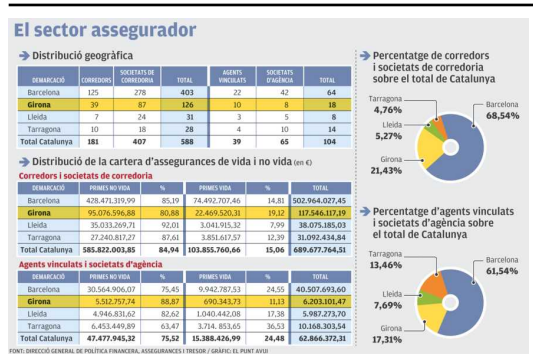 El sector assegurador
Distribució geogràfica
DEMARCACIÓ CORREDORS SOCIETATS DE CORREDORIA TOTAL AGENTS VINCULATS SOCIETATS D'AGÈNCIA TOTAL
Barcelona 125 278 403 22 42 64
Girona 39 87 126 10 8 18
Lleida 7 24 31 3 5 8
Tarragona 10 18 28 4 10 14
Total Catalunya 181 407 588 39 65 104
Distribució de la cartera d'assegurances de vida i no vida (en €)
Corredors i societats de corredoria
DEMARCACIÓ PRIMES NO VIDA % PRIMES VIDA % TOTAL
Barcelona 428.471.319,99 85,19 74.492.707,46 14,81 502.964.027,45
Girona 95.076.596,88 80,88 22.469.520,31 19,12 117.546.117,19
Lleida 35.033.269,71 92,01 3.041.915,32 7,99 38.075.185,03
Tarragona 27.240.817,27 87,61 3.851.617,57 12,39 31.092.434,84
Total Catalunya 585.822.003,85 84,94 103.855.760,66 15,06 689.677.764,51
Agents vinculats i societats d'agència
DEMARCACIÓ PRIMES NO VIDA % PRIMES VIDA % TOTAL
Barcelona 30.564.906,07 75,45 9.942.787,53 24,55 40.507.693,60
Girona 5.512.757,74 88,87 690.343,73 11,13 6.203.101,47
Lleida 4.946.831,62 82,62 1.040.442,08 17,38 5.987.273,70
Tarragona 6.453.449,89 63,47 3.714.853,65 36,53 10.168.303,54
Total Catalunya 47.477.945,32 75,52 15.388.426,99 24,48 62.866.372,31
FONT: DIRECCIÓ GENERAL DE POLÍTICA FINANCERA, ASSEGURANCES I TRESOR / GRÀFIC: EL PUNT AVUI
Percentatge de corredors
i societats de corredoria
sobre el total de Catalunya
Tarragona
4,76%
Lleida
5,27%
Girona
21,43%
Barcelona
68,54%
Percentatge d'agents vinculats
i societats d'agència sobre
el total de Catalunya
Tarragona
13,46%
Lleida
7,69%
Girona
17,31%
Barcelona
61,54%